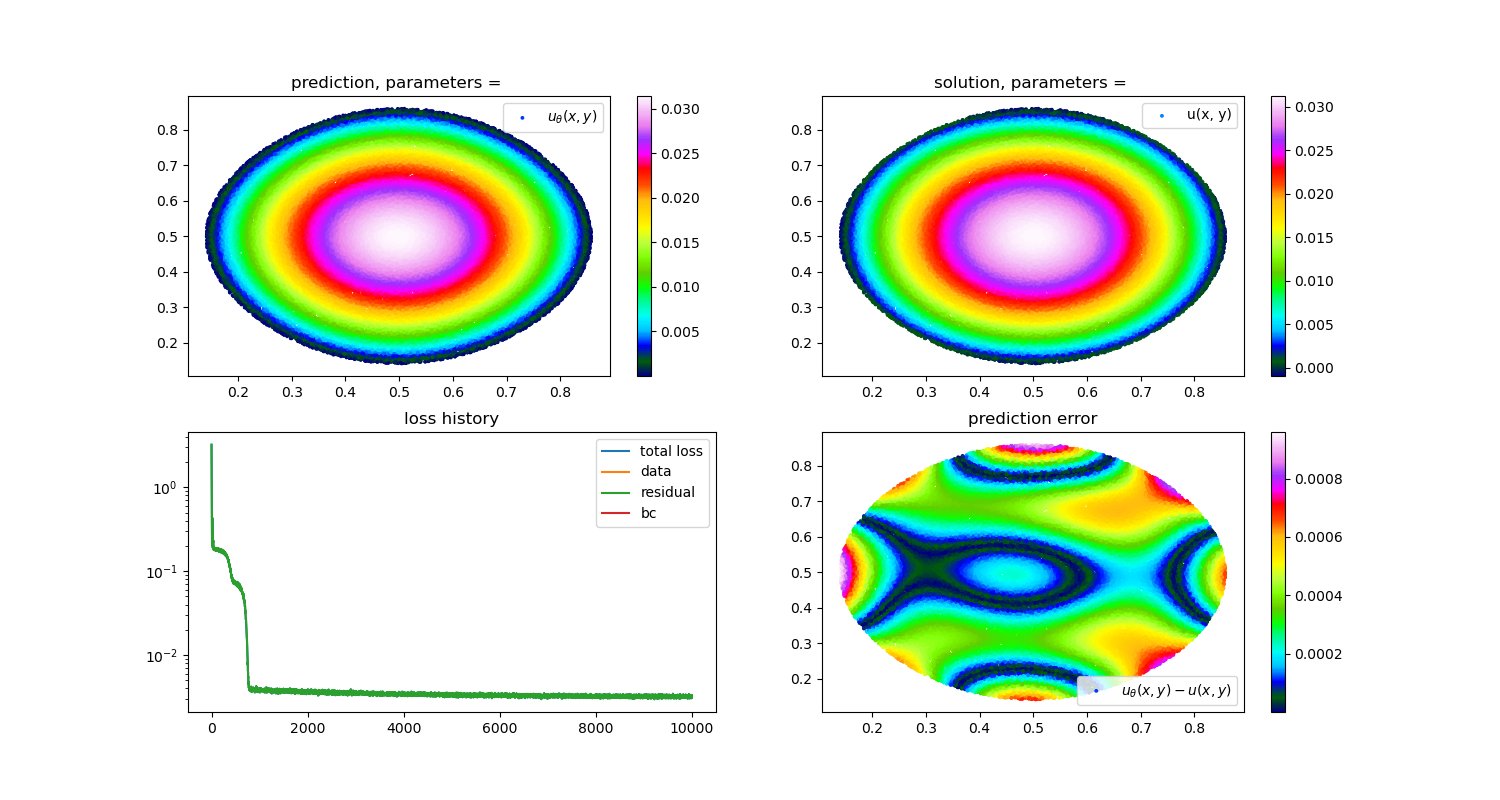 prediction, parameters =
u_θ(x, y)
0.8
0.7
0.6
0.5
0.4
0.3
0.2
0.2 0.3 0.4 0.5 0.6 0.7 0.8
0.030
0.025
0.020
0.015
0.010
0.005
solution, parameters =
u(x, y)
0.8
0.7
0.6
0.5
0.4
0.3
0.2
0.2 0.3 0.4 0.5 0.6 0.7 0.8
0.030
0.025
0.020
0.015
0.010
0.005
0.000
loss history
total loss
data
residual
bc
10⁰
10⁻¹
10⁻²
0 2000 4000 6000 8000 10000
prediction error
0.8
0.7
0.6
0.5
0.4
0.3
0.2
u_θ(x, y) − u(x, y)
0.2 0.3 0.4 0.5 0.6 0.7 0.8
0.0008
0.0006
0.0004
0.0002